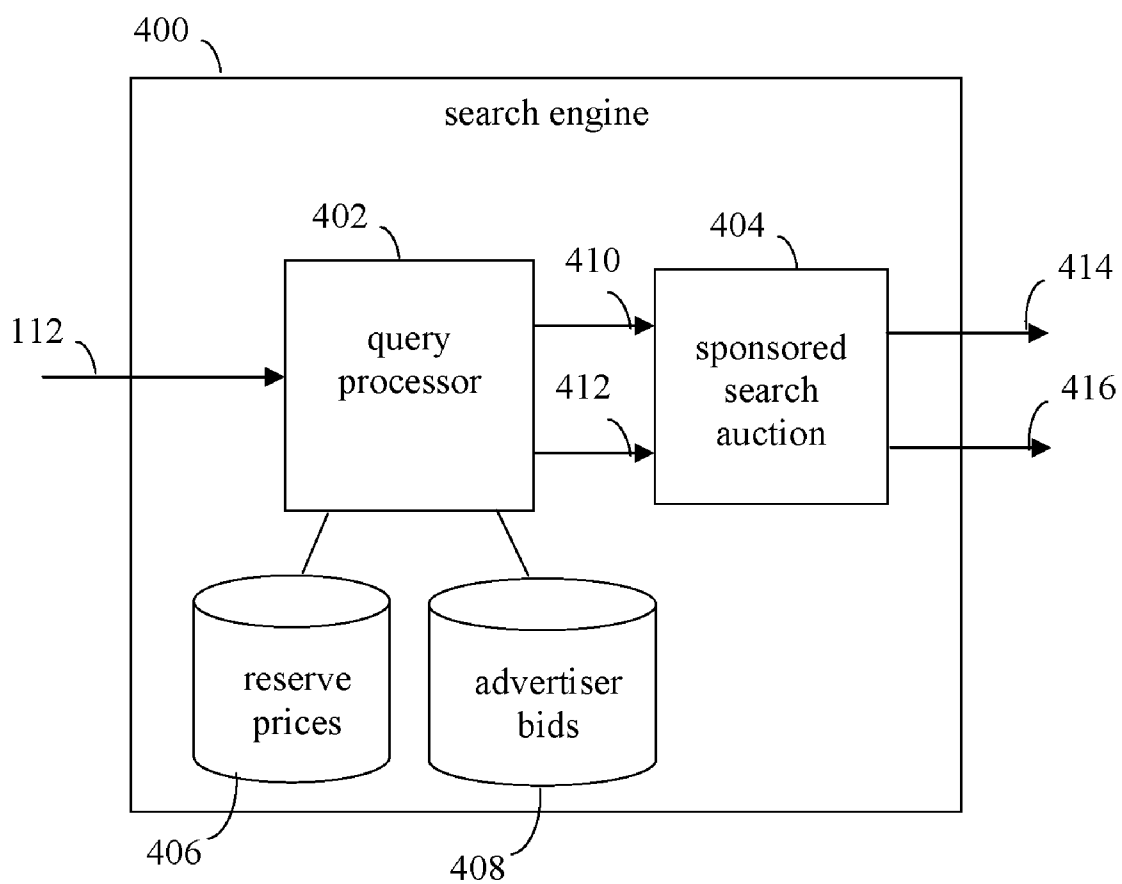 400
search engine
402
404
410
414
112
query
processor
sponsored
search
auction
412
416
reserve
prices
advertiser
bids
406
408